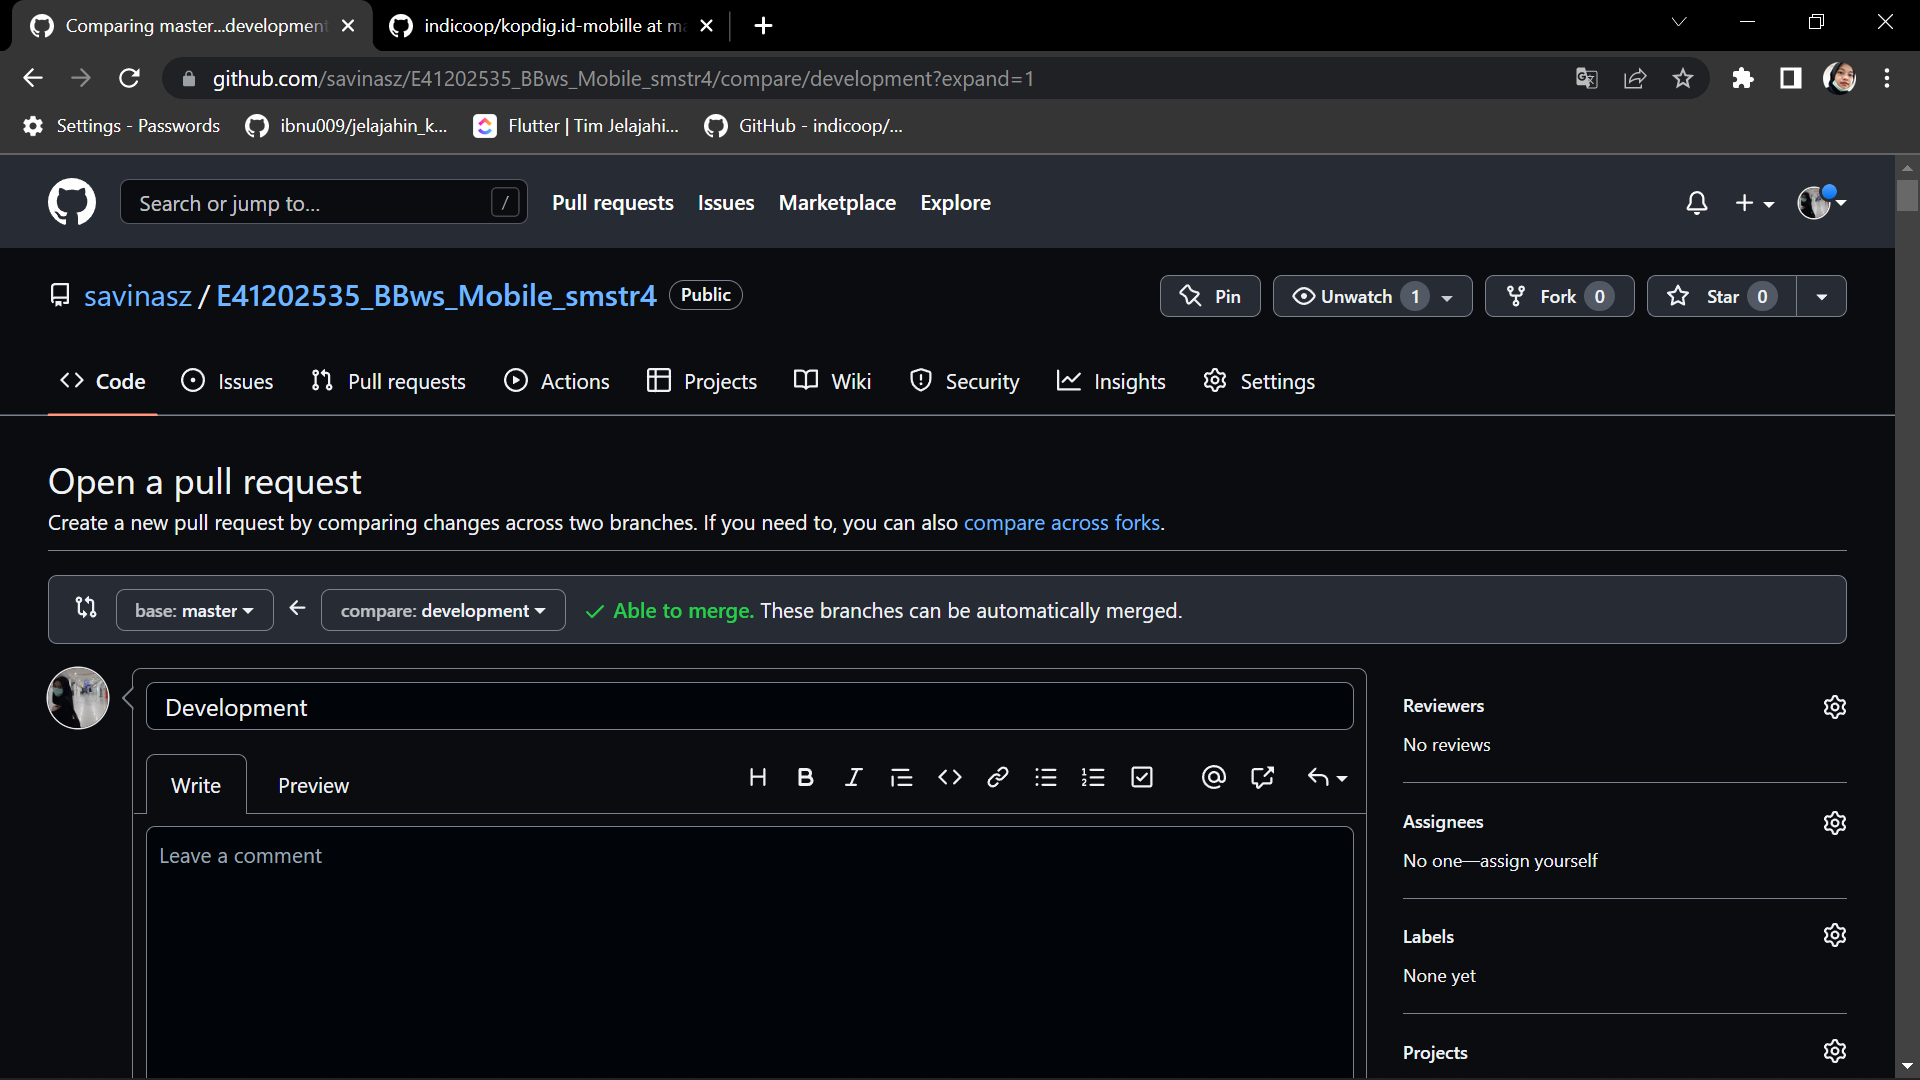 Comparing master...development
indicoop/kopdig.id-mobille at ma
github.com/savinasz/E41202535_BBws_Mobile_smstr4/compare/development?expand=1
Settings - Passwords
ibnu009/jelajahin_k...
Flutter | Tim Jelajahi...
GitHub - indicoop/...
Search or jump to...
/
Pull requests
Issues
Marketplace
Explore
savinasz / E41202535_BBws_Mobile_smstr4
Public
Pin
Unwatch 1
Fork 0
Star 0
Code
Issues
Pull requests
Actions
Projects
Wiki
Security
Insights
Settings
Open a pull request
Create a new pull request by comparing changes across two branches. If you need to, you can also compare across forks.
base: master
compare: development
Able to merge. These branches can be automatically merged.
Development
Write
Preview
Leave a comment
Reviewers
No reviews
Assignees
No one—assign yourself
Labels
None yet
Projects